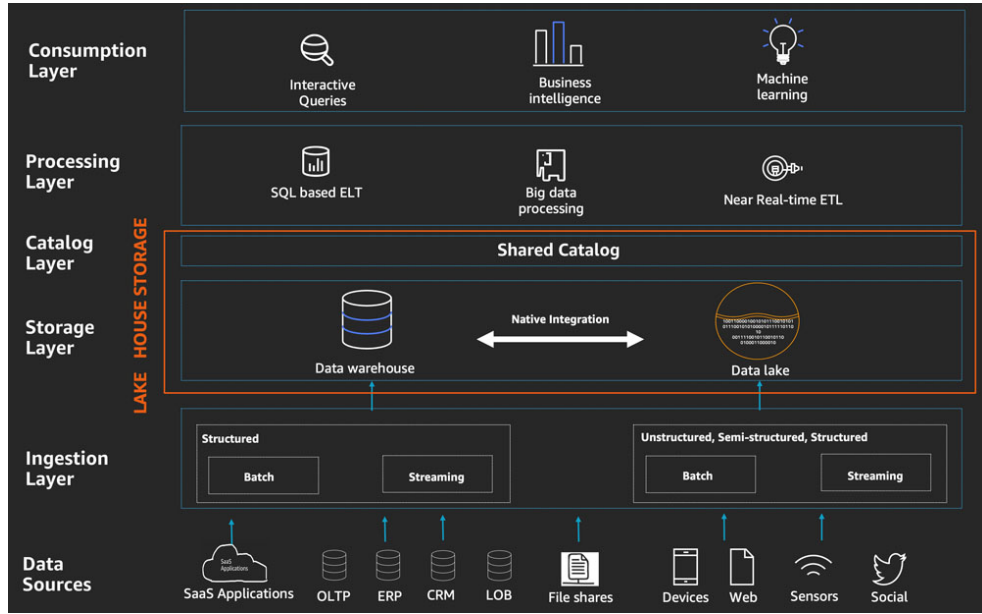 Consumption
Layer
Interactive
Queries
Business
intelligence
Machine
learning
Processing
Layer
SQL based ELT
Big data
processing
Near Real-time ETL
LAKE HOUSE STORAGE
Catalog
Layer
Shared Catalog
Storage
Layer
Data warehouse
Native Integration
Data lake
Ingestion
Layer
Structured
Batch
Streaming
Unstructured, Semi-structured, Structured
Batch
Streaming
Data
Sources
SaaS
Applications
SaaS Applications
OLTP
ERP
CRM
LOB
File shares
Devices
Web
Sensors
Social